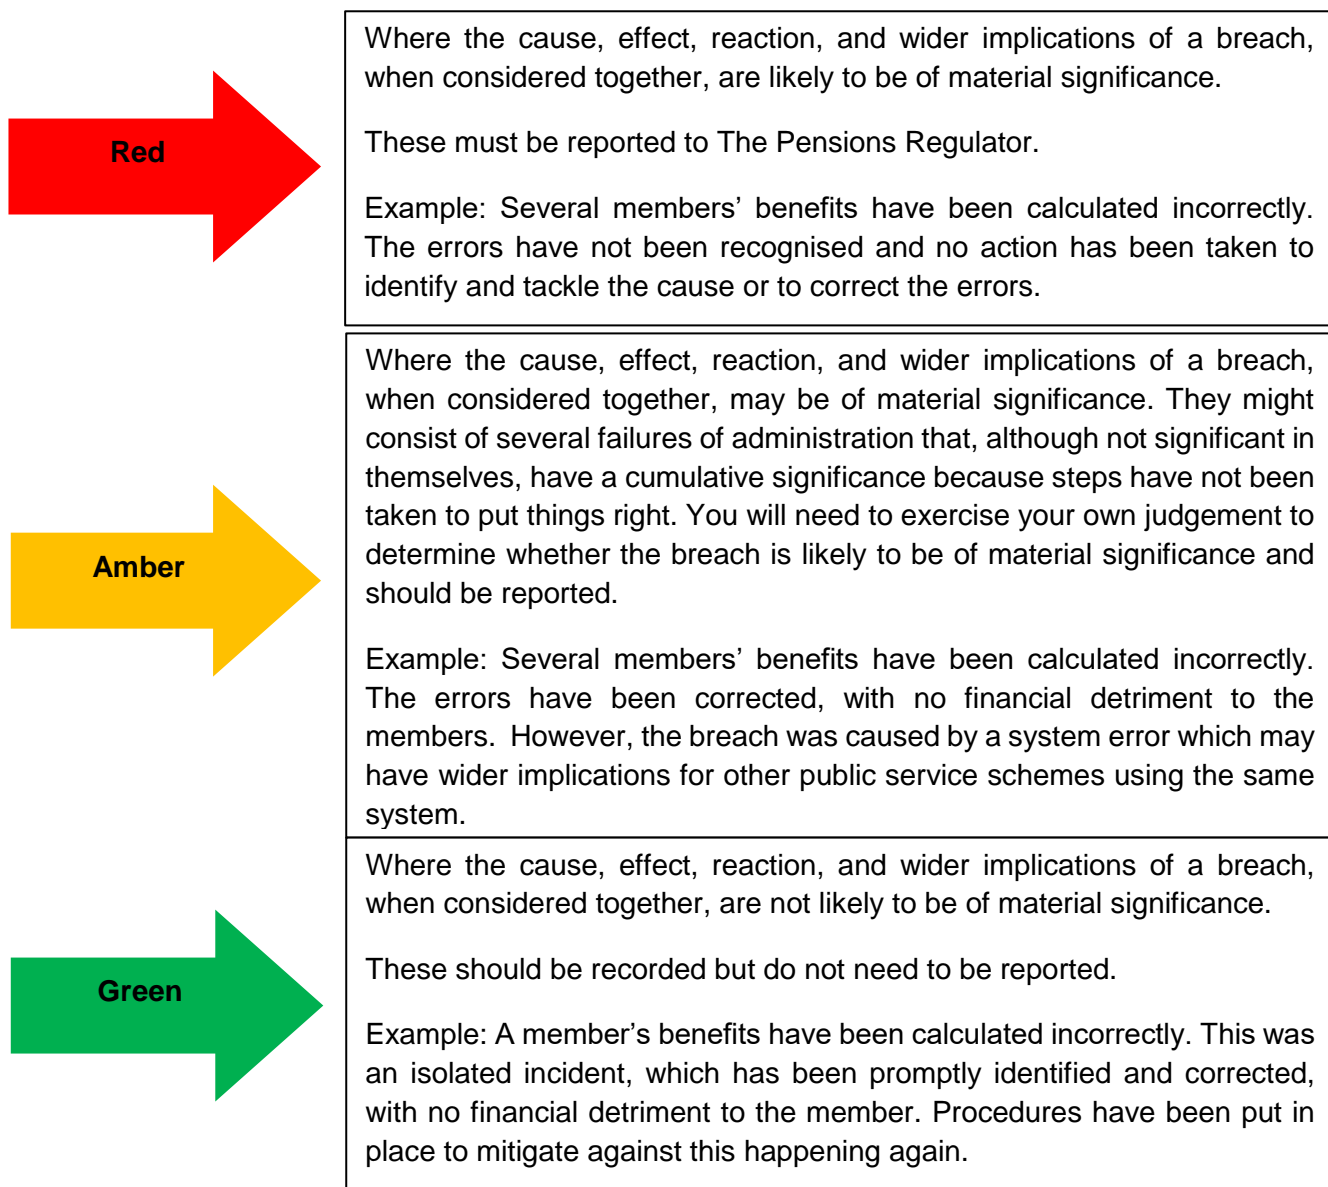 Red
Where the cause, effect, reaction, and wider implications of a breach,
when considered together, are likely to be of material significance.
These must be reported to The Pensions Regulator.
Example: Several members’ benefits have been calculated incorrectly.
The errors have not been recognised and no action has been taken to
identify and tackle the cause or to correct the errors.
Amber
Where the cause, effect, reaction, and wider implications of a breach,
when considered together, may be of material significance. They might
consist of several failures of administration that, although not significant in
themselves, have a cumulative significance because steps have not been
taken to put things right. You will need to exercise your own judgement to
determine whether the breach is likely to be of material significance and
should be reported.
Example: Several members’ benefits have been calculated incorrectly.
The errors have been corrected, with no financial detriment to the
members.  However, the breach was caused by a system error which may
have wider implications for other public service schemes using the same
system.
Green
Where the cause, effect, reaction, and wider implications of a breach,
when considered together, are not likely to be of material significance.
These should be recorded but do not need to be reported.
Example: A member’s benefits have been calculated incorrectly. This was
an isolated incident, which has been promptly identified and corrected,
with no financial detriment to the member. Procedures have been put in
place to mitigate against this happening again.